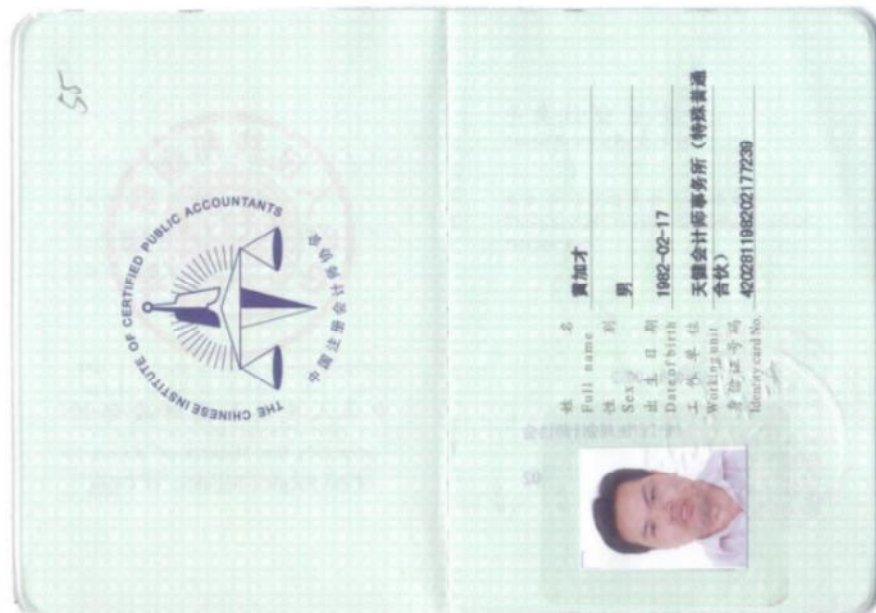 55
THE CHINESE INSTITUTE OF CERTIFIED PUBLIC ACCOUNTANTS
中国注册会计师协会
姓 名 黄加才
Full name
性 别 男
Sex
出 生 日 期 1982-02-17
Date of birth
工 作 单 位 天健会计师事务所（特殊普通
Working unit 合伙）
身份证号码 420281198202177239
Identity card No.